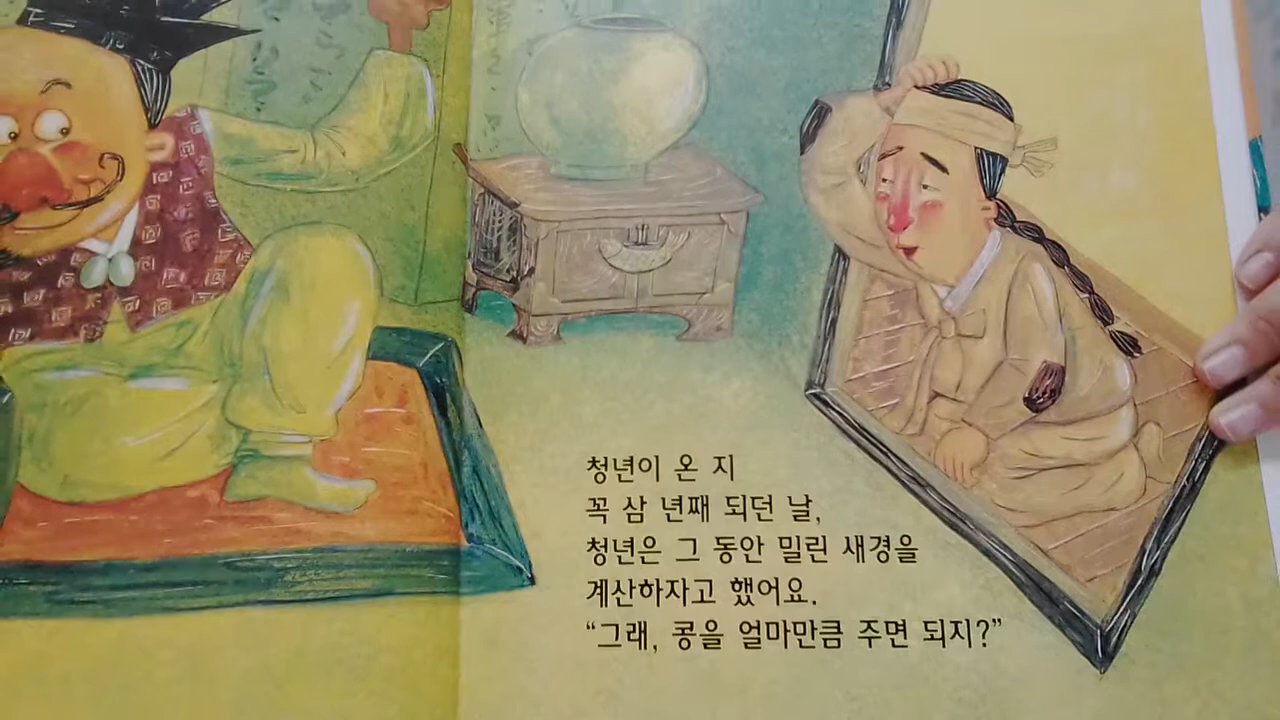 청년이 온 지
꼭 삼 년째 되던 날,
청년은 그 동안 밀린 새경을
계산하자고 했어요.
“그래, 콩을 얼마만큼 주면 되지?”